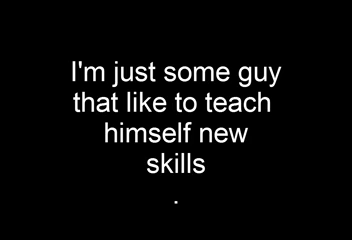 I'm just some guy
that like to teach
himself new
skills
.